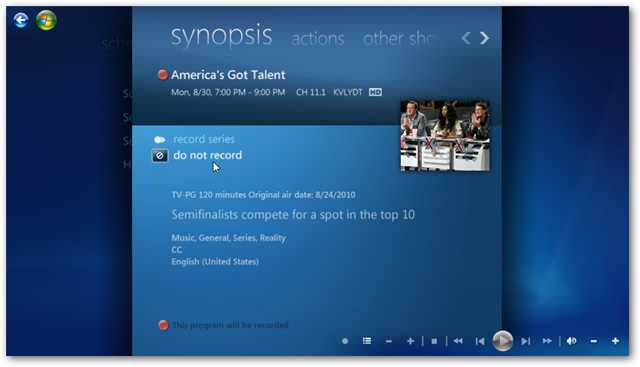 synopsis actions other sho
America's Got Talent
Mon, 8/30, 7:00 PM - 9:00 PM CH 11.1 KVLYDT HD
record series
do not record
TV-PG 120 minutes Original air date: 8/24/2010
Semifinalists compete for a spot in the top 10
Music, General, Series, Reality
CC
English (United States)
This program will be recorded